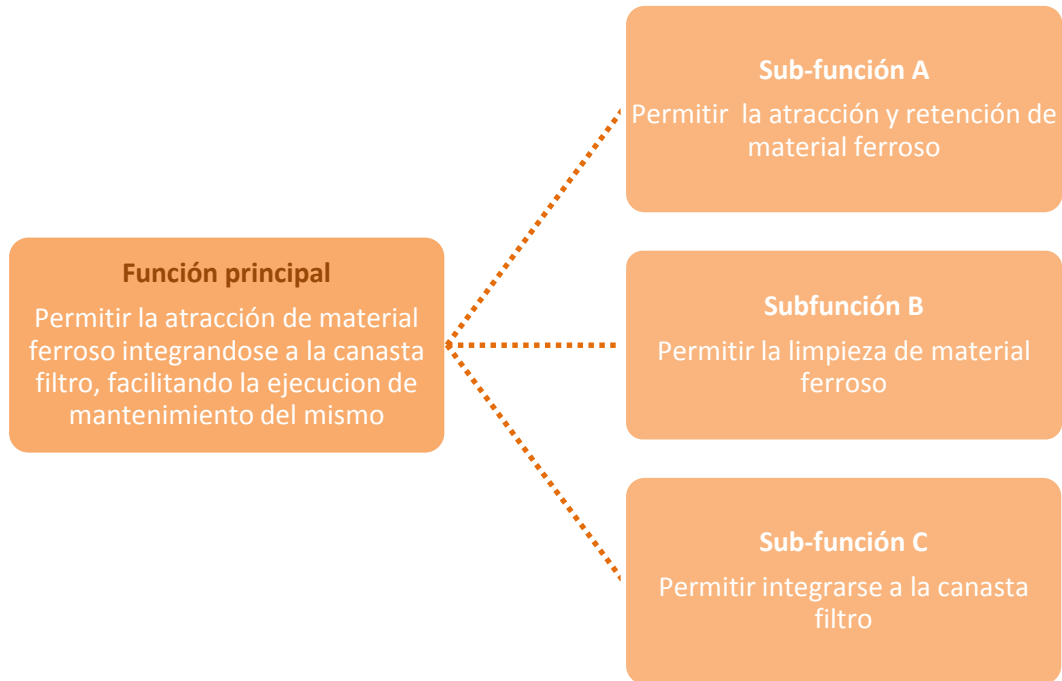 Función principal
Permitir la atracción de material
ferroso integrandose a la canasta
filtro, facilitando la ejecucion de
mantenimiento del mismo
Sub-función A
Permitir la atracción y retención de
material ferroso
Subfunción B
Permitir la limpieza de material
ferroso
Sub-función C
Permitir integrarse a la canasta
filtro